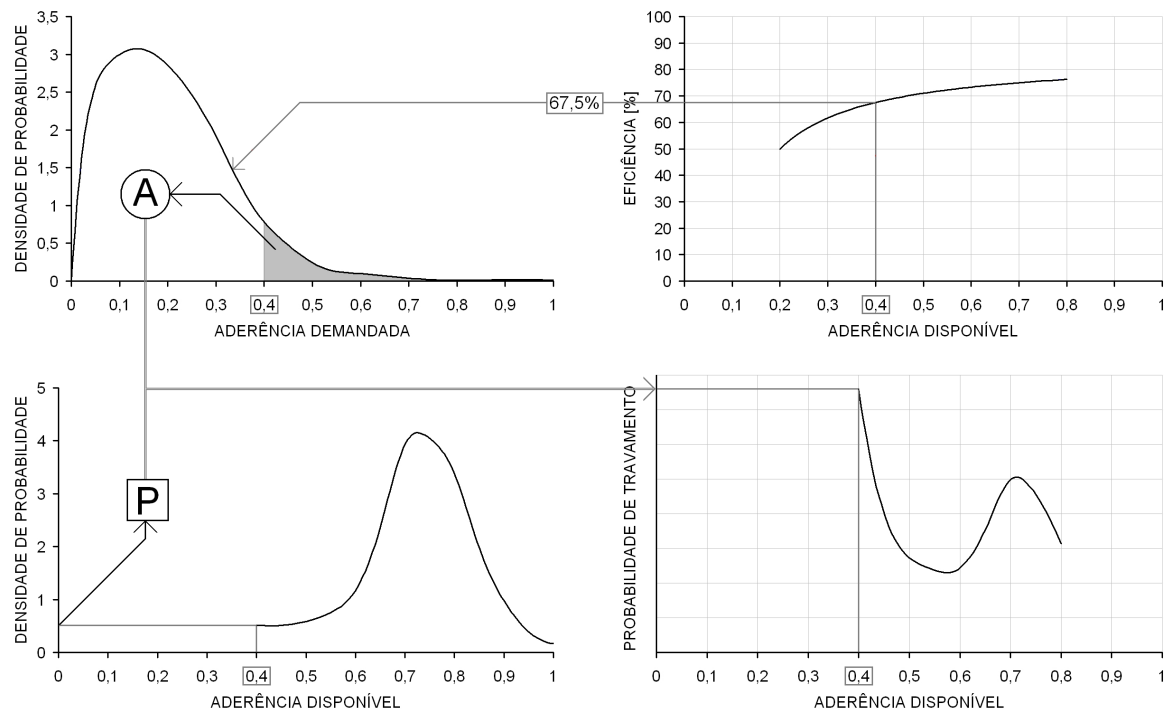 DENSIDADE DE PROBABILIDADE
3,5
3
2,5
2
1,5
1
0,5
0
A
0 0,1 0,2 0,3 0,4 0,5 0,6 0,7 0,8 0,9 1
ADERÊNCIA DEMANDADA
67,5%
EFICIÊNCIA [%]
100
90
80
70
60
50
40
30
20
10
0
0 0,1 0,2 0,3 0,4 0,5 0,6 0,7 0,8 0,9 1
ADERÊNCIA DISPONÍVEL
DENSIDADE DE PROBABILIDADE
5
4
3
2
1
0
P
0 0,1 0,2 0,3 0,4 0,5 0,6 0,7 0,8 0,9 1
ADERÊNCIA DISPONÍVEL
PROBABILIDADE DE TRAVAMENTO
0 0,1 0,2 0,3 0,4 0,5 0,6 0,7 0,8 0,9 1
ADERÊNCIA DISPONÍVEL